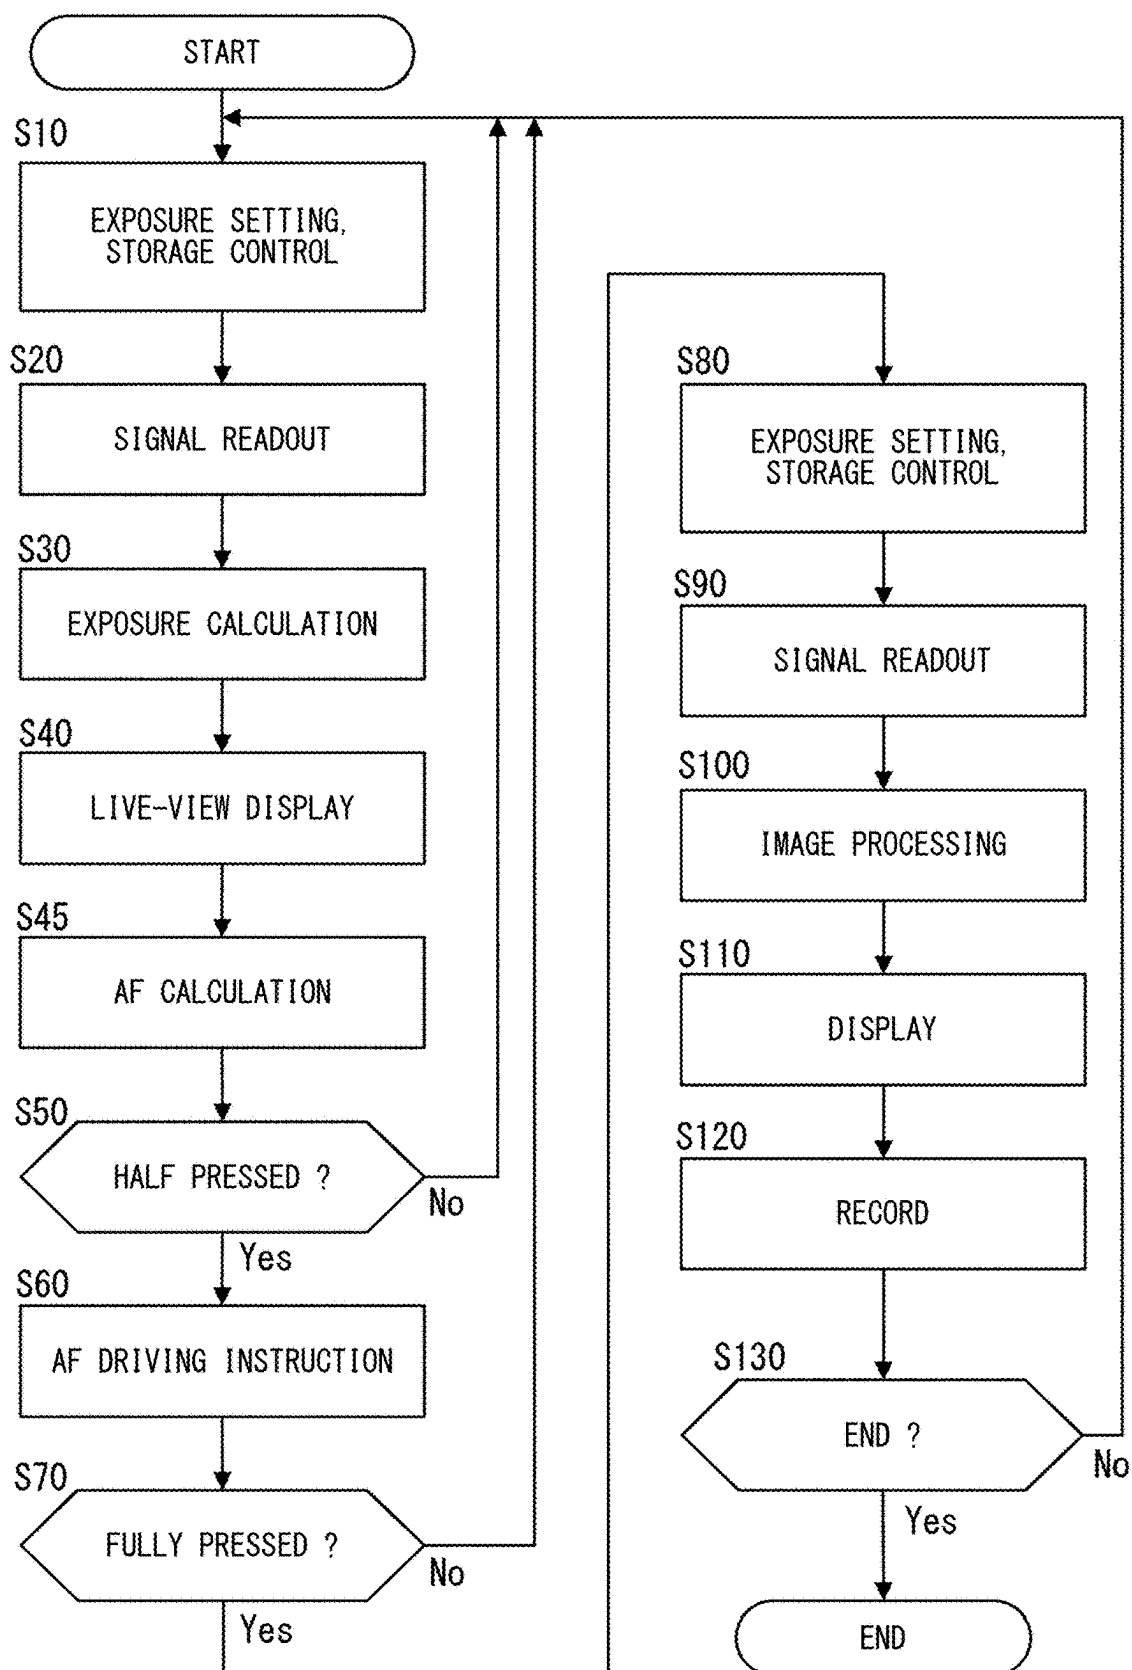 START
S10
EXPOSURE SETTING,
STORAGE CONTROL
S20
SIGNAL READOUT
S30
EXPOSURE CALCULATION
S40
LIVE-VIEW DISPLAY
S45
AF CALCULATION
S50
HALF PRESSED ?
No
Yes
S60
AF DRIVING INSTRUCTION
S70
FULLY PRESSED ?
No
Yes
S80
EXPOSURE SETTING,
STORAGE CONTROL
S90
SIGNAL READOUT
S100
IMAGE PROCESSING
S110
DISPLAY
S120
RECORD
S130
END ?
No
Yes
END